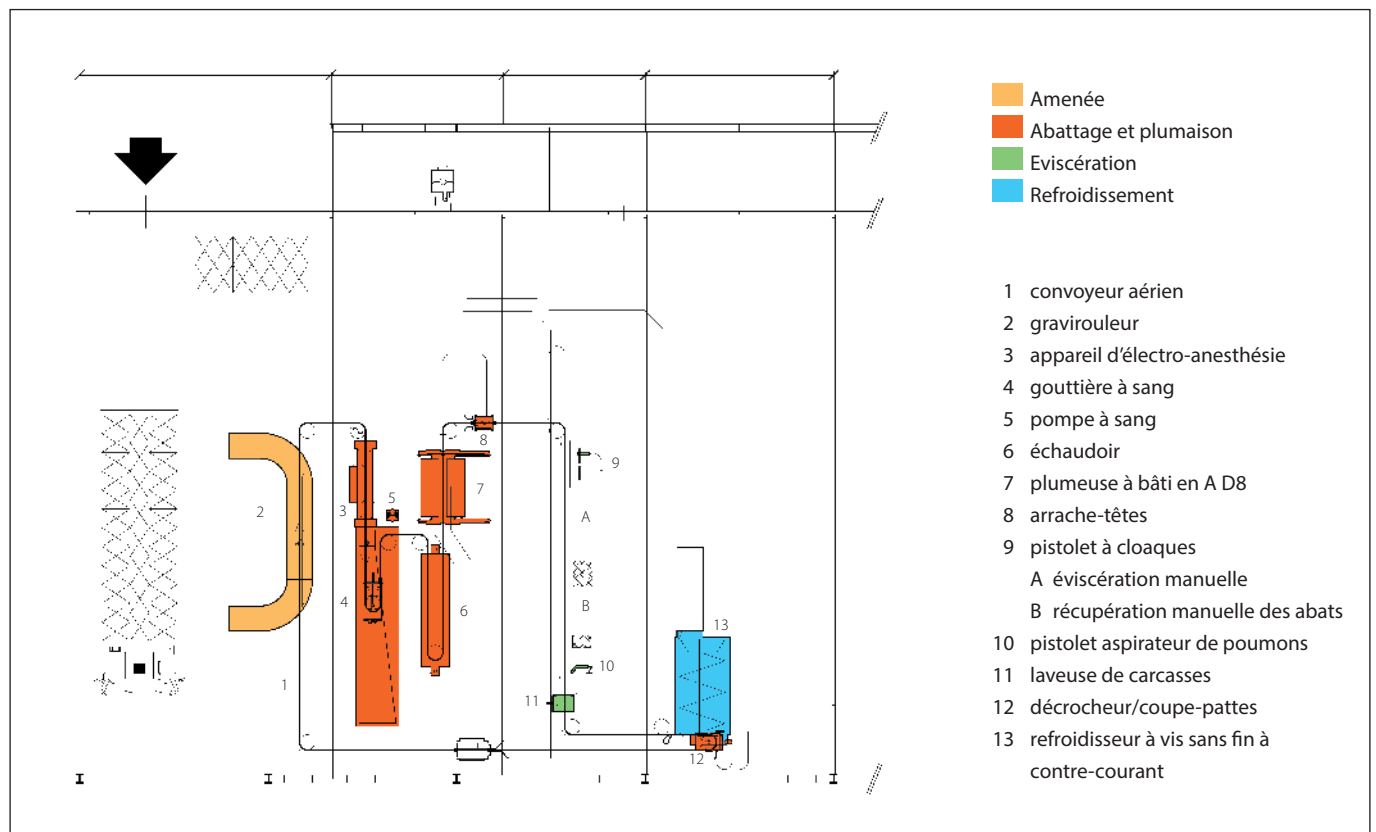 Amenée
Abattage et plumaison
Eviscération
Refroidissement
1 convoyeur aérien
2 gravirouleur
3 appareil d'électro-anesthésie
4 gouttière à sang
5 pompe à sang
6 échaudoir
7 plumeuse à bâti en A D8
8 arrache-têtes
9 pistolet à cloaques
A éviscération manuelle
B récupération manuelle des abats
10 pistolet aspirateur de poumons
11 laveuse de carcasses
12 décrocheur/coupe-pattes
13 refroidisseur à vis sans fin à
contre-courant
8
9
7
5
3
2
A
4
6
B
13
10
1
11
12